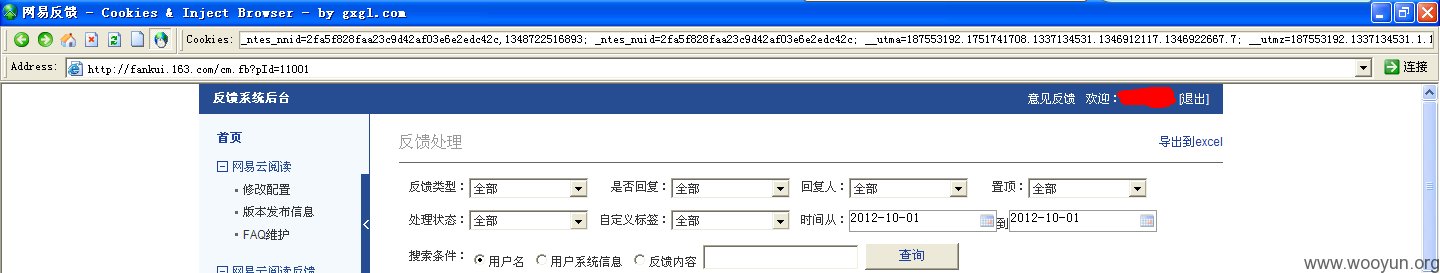 网易反馈 - Cookies & Inject Browser - by gxgl.com
Cookies: _ntes_nnid=2fa5f828faa23c9d42af03e6e2edc42c,1348722516893; _ntes_nuid=2fa5f828faa23c9d42af03e6e2edc42c; __utma=187553192.1751741708.1337134531.1346912117.1346922667.7; __utmz=187553192.1337134531.1.1
Address: http://fankui.163.com/cm.fb?pId=11001 连接
反馈系统后台 意见反馈 欢迎: [退出]
首页
反馈处理 导出到excel
网易云阅读
修改配置
版本发布信息
FAQ维护
网易云阅读反馈
反馈类型: 全部 是否回复: 全部 回复人: 全部 置顶: 全部
处理状态: 全部 自定义标签: 全部 时间从: 2012-10-01 到 2012-10-01
搜索条件: 用户名 用户系统信息 反馈内容 查询
www.wooyun.org